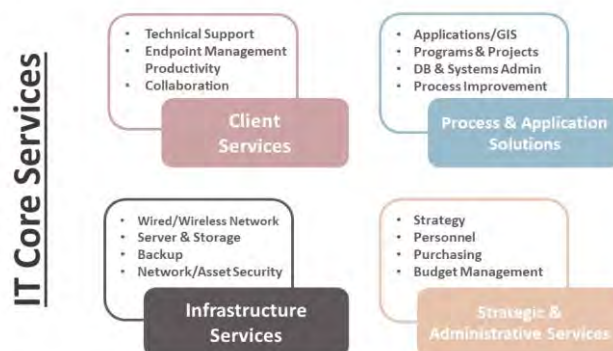 IT Core Services
• Technical Support
• Endpoint Management
Productivity
• Collaboration
Client
Services
• Applications/GIS
• Programs & Projects
• DB & Systems Admin
• Process Improvement
Process & Application
Solutions
• Wired/Wireless Network
• Server & Storage
• Backup
• Network/Asset Security
Infrastructure
Services
• Strategy
• Personnel
• Purchasing
• Budget Management
Strategic &
Administrative Services